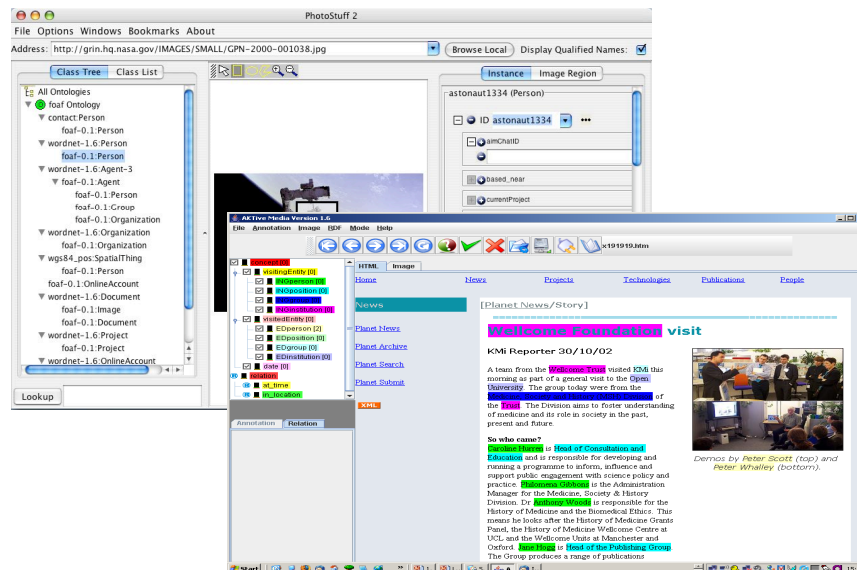 PhotoStuff 2
File Options Windows Bookmarks About
Address: http://grin.hq.nasa.gov/IMAGES/SMALL/GPN-2000-001038.jpg
Browse Local
Display Qualified Names:
Class Tree
Class List
All Ontologies
foaf Ontology
contact:Person
foaf-0.1:Person
wordnet-1.6:Person
foaf-0.1:Person
wordnet-1.6:Agent-3
foaf-0.1:Agent
foaf-0.1:Person
foaf-0.1:Group
foaf-0.1:Organization
wordnet-1.6:Organization
foaf-0.1:Organization
wgs84_pos:SpatialThing
foaf-0.1:Person
foaf-0.1:OnlineAccount
wordnet-1.6:Document
foaf-0.1:Image
foaf-0.1:Document
wordnet-1.6:Project
foaf-0.1:Project
wordnet-1.6:OnlineAccount
Lookup
Instance
Image Region
astonaut1334 (Person)
ID astonaut1334
aimChatID
based_near
currentProject
AKTive Media Version 1.6
File Annotation Image RDF Mode Help
x191919.htm
concept [0]
visitingEntity [0]
INGperson [0]
INGposition [0]
INGinstitution [0]
visitedEntity [0]
EDperson [2]
EDposition [0]
EDgroup [0]
EDinstitution [0]
date [0]
relation
at_time
in_location
Annotation
Relation
HTML
Image
Home
News
Projects
Technologies
Publications
People
News
Planet News
Planet Archive
Planet Search
Planet Submit
XML
[Planet News/Story]
Wellcome Foundation visit
KMi Reporter 30/10/02
A team from the Wellcome Trust visited KMi this
morning as part of a general visit to the Open
University. The group today were from the
Medicine, Society and History (MSH) Division of
the Trust. The Division aims to foster understanding
of medicine and its role in society in the past,
present and future.
So who came?
Caroline Hurren is Head of Consultation and
Education and is responsible for developing and
running a programme to inform, influence and
support public engagement with science policy and
practice. Philomena Gibbons is the Administration
Manager for the Medicine, Society & History
Division. Dr Anthony Woods is responsible for the
History of Medicine and the Biomedical Ethics. This
means he looks after the History of Medicine Grants
Panel, the History of Medicine Wellcome Centre at
UCL and the Wellcome Units at Manchester and
Oxford. Jane Hogg is Head of the Publishing Group
The Group produces a range of publications
Demos by Peter Scott (top) and
Peter Whalley (bottom).
Start